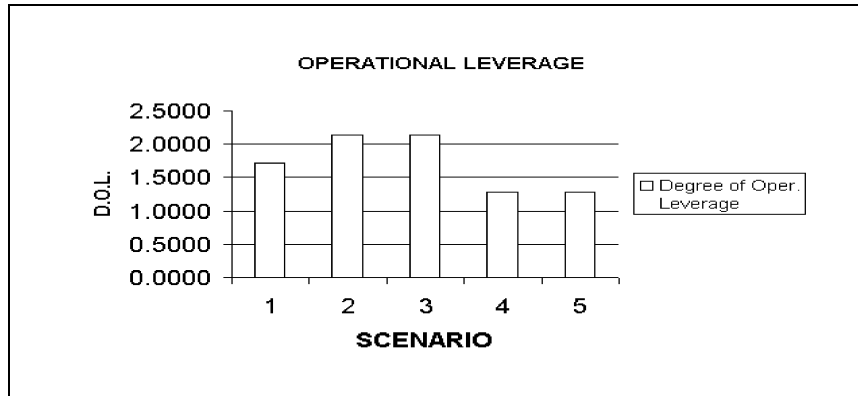 OPERATIONAL LEVERAGE
2.5000
2.0000
1.5000
1.0000
0.5000
0.0000
D.O.L.
1 2 3 4 5
SCENARIO
Degree of Oper.
Leverage